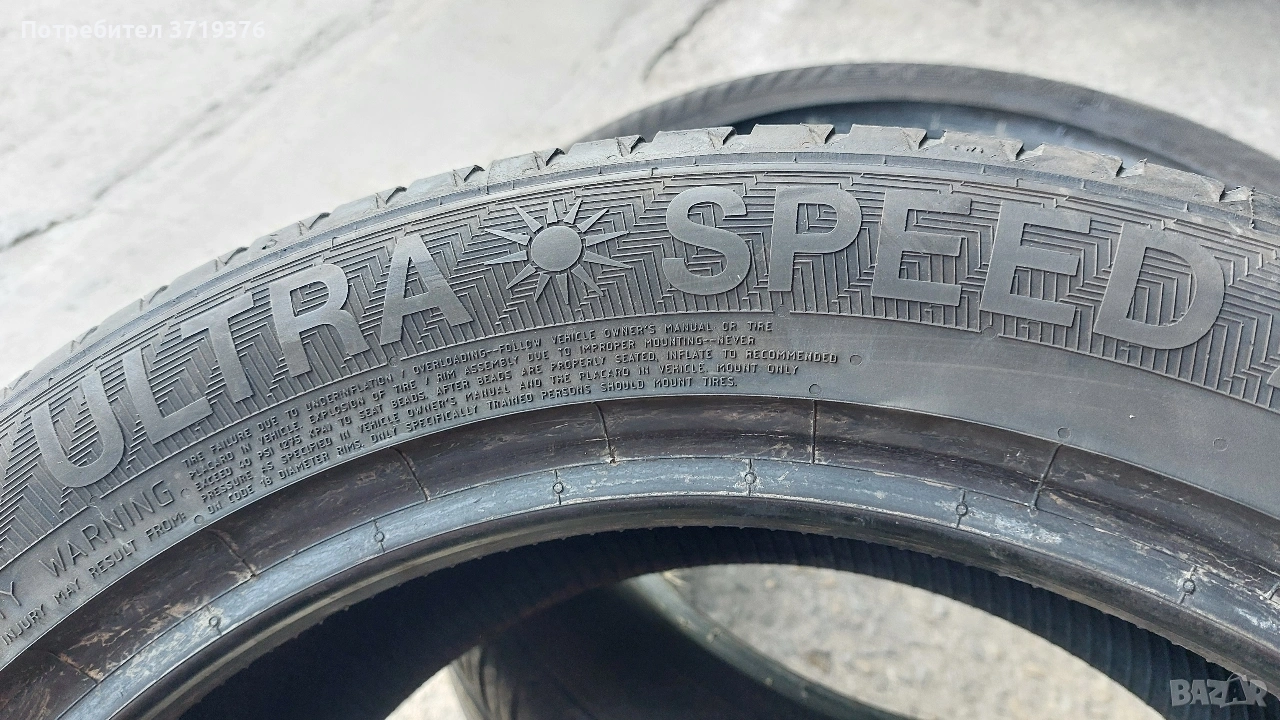 Потребител 3719376
ULTRA SPEED
WARNING
INJURY MAY RESULT FROM:
TIRE FAILURE DUE TO UNDERINFLATION / OVERLOADING--FOLLOW VEHICLE OWNER'S MANUAL OR TIRE
PLACARD IN VEHICLE. EXPLOSION OF TIRE / RIM ASSEMBLY DUE TO IMPROPER MOUNTING--NEVER
EXCEED 40 PSI (275 KPA) TO SEAT BEADS. AFTER BEADS ARE PROPERLY SEATED, INFLATE TO RECOMMENDED
PRESSURE AS SPECIFIED IN VEHICLE OWNER'S MANUAL AND THE PLACARD IN VEHICLE. MOUNT ONLY
ON CODE 18 DIAMETER RIMS. ONLY SPECIFICALLY TRAINED PERSONS SHOULD MOUNT TIRES.
BAZAR